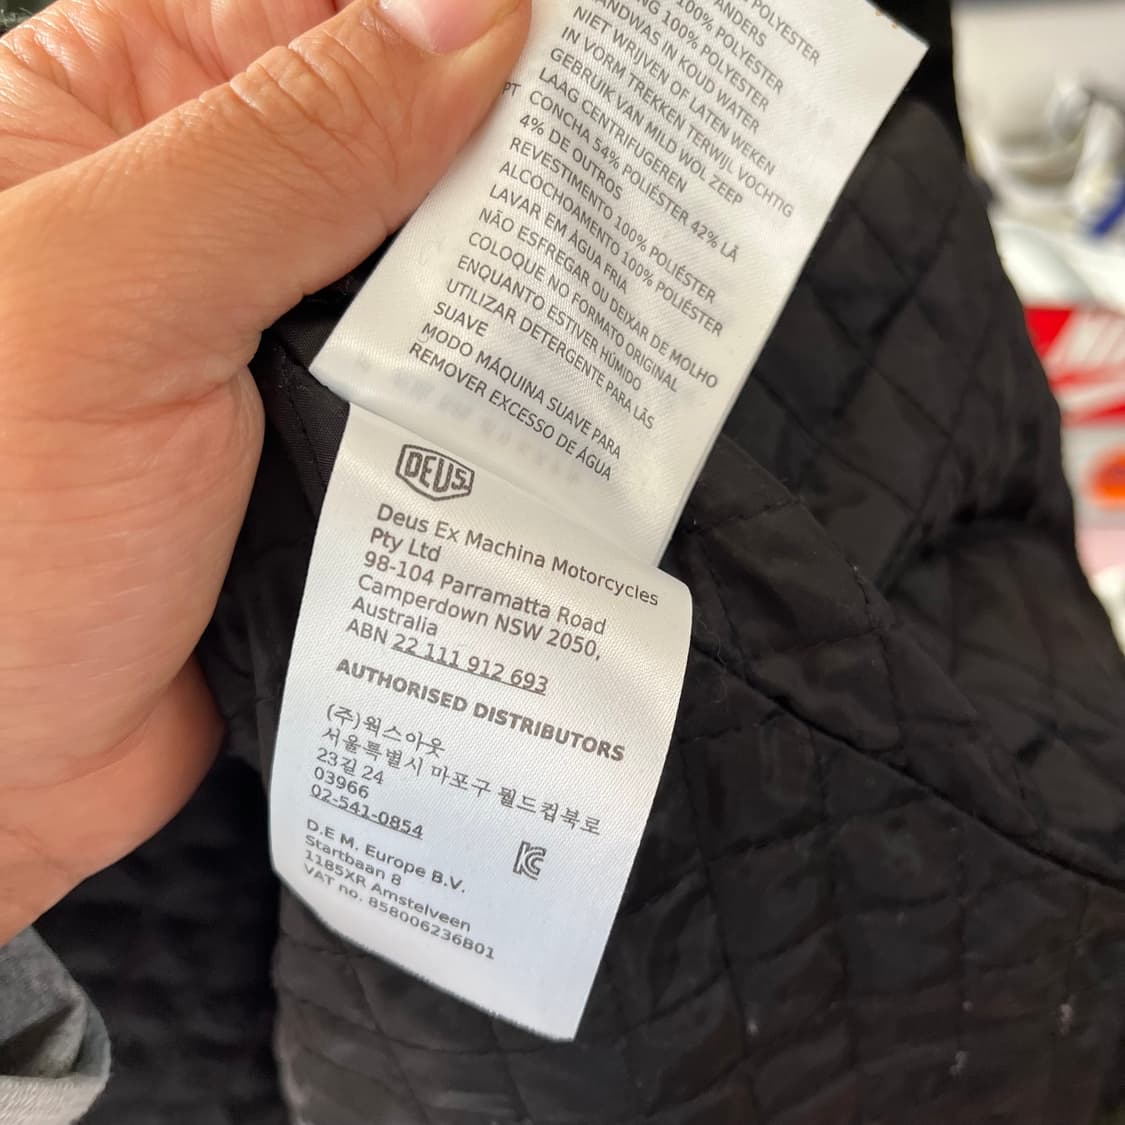 POLYESTER
100% POLYESTER
ANDERS
100% POLYESTER
IN KOUD WATER
NIET WRIJVEN OF LATEN WEKEN
IN VORM TREKKEN TERWIJL VOCHTIG
GEBRUIK VAN MILD WOL ZEEP
LAAG CENTRIFUGEREN
PT CONCHA 54% POLIÉSTER 42% LÃ
4% DE OUTROS
REVESTIMENTO 100% POLIÉSTER
ALCOCHOAMENTO 100% POLIÉSTER
LAVAR EM ÁGUA FRIA
NÃO ESFREGAR OU DEIXAR DE MOLHO
COLOQUE NO FORMATO ORIGINAL
ENQUANTO ESTIVER HÚMIDO
UTILIZAR DETERGENTE PARA LÃS
SUAVE
MODO MÁQUINA SUAVE PARA
REMOVER EXCESSO DE ÁGUA
DEUS
Deus Ex Machina Motorcycles
Pty Ltd
98-104 Parramatta Road
Camperdown NSW 2050,
Australia
ABN 22 111 912 693
AUTHORISED DISTRIBUTORS
(주)웍스아웃
서울특별시 마포구 월드컵북로
23길 24
03966
02-541-0854
D.E M. Europe B.V.
Startbaan 8
1185XR Amstelveen
VAT no. 858006236B01